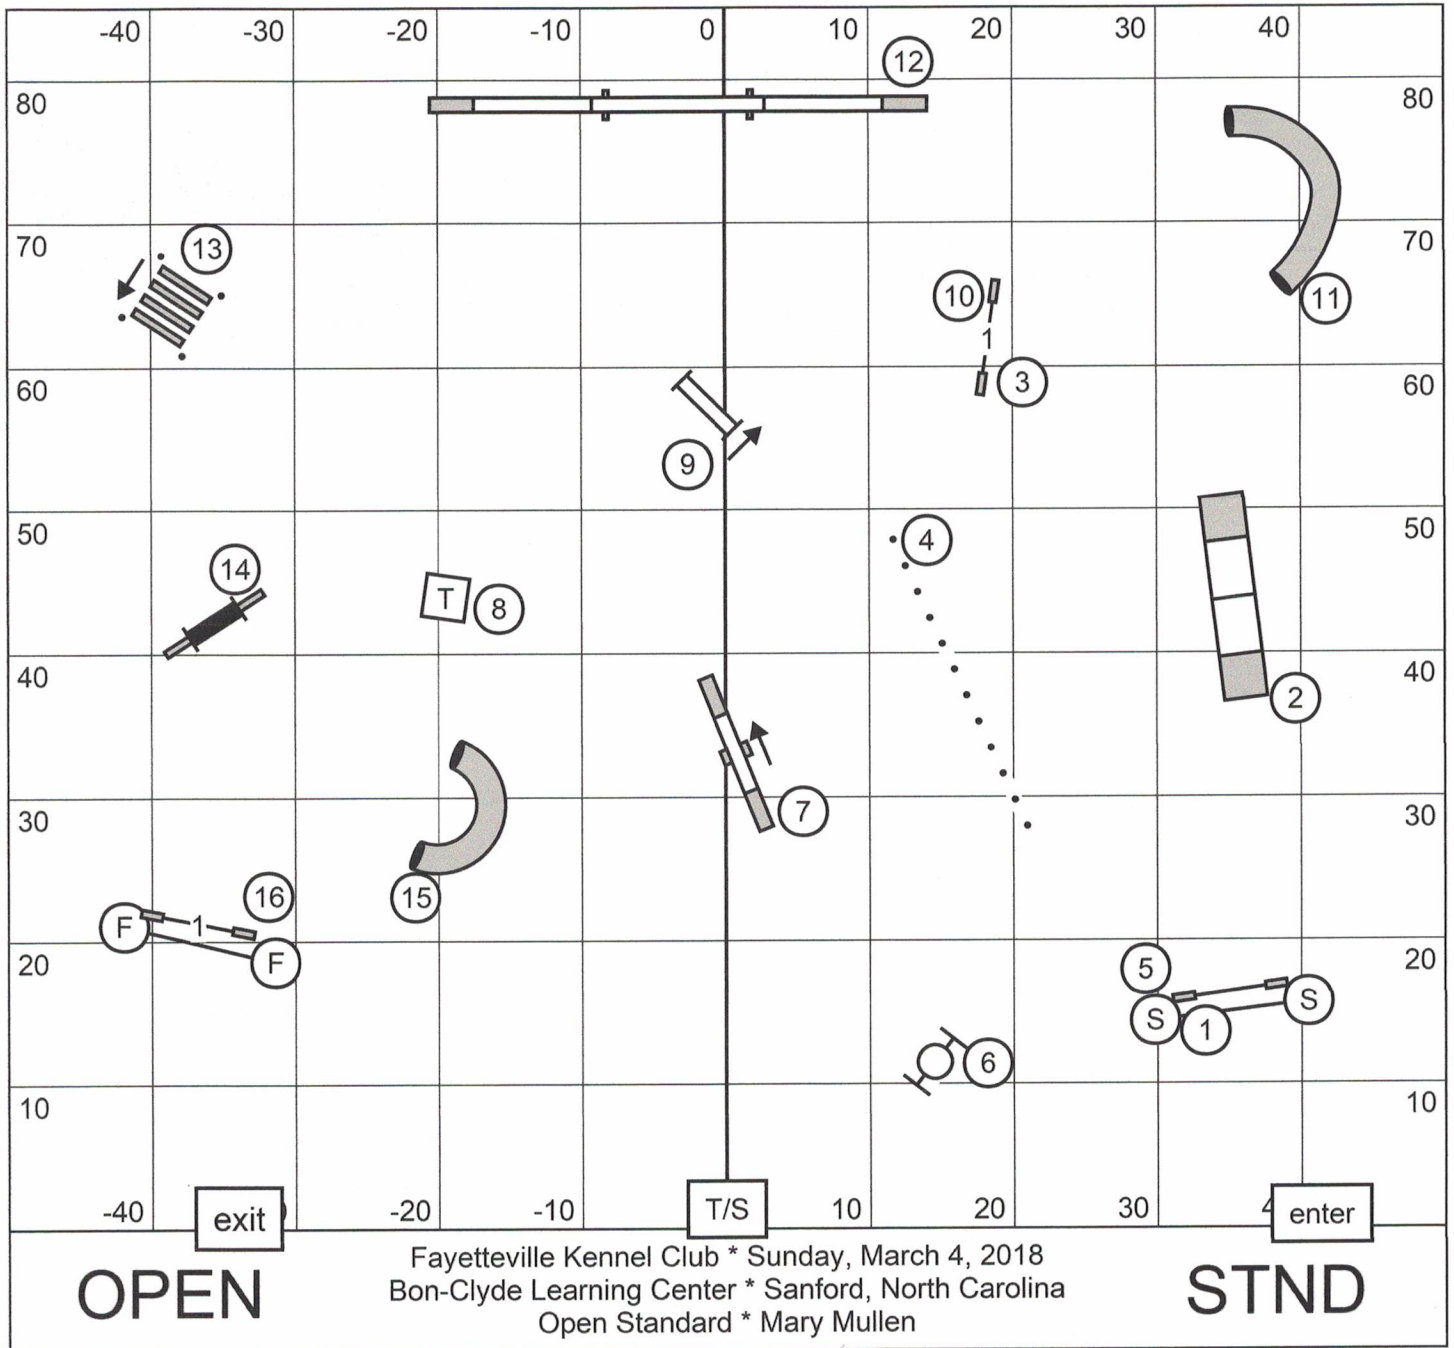 -40 -30 -20 -10 0 10 20 30 40
12
80 80
13
70 70
10
11
1
3
60 60
9
50 50
4
14
T 8
40 40
2
7
30 30
16 15
F 1
F
20 20
5
S
S 1
6
10 10
-40 -20 -10 10 20 30
exit T/S enter
Fayetteville Kennel Club * Sunday, March 4, 2018
Bon-Clyde Learning Center * Sanford, North Carolina
OPEN STND
Open Standard * Mary Mullen